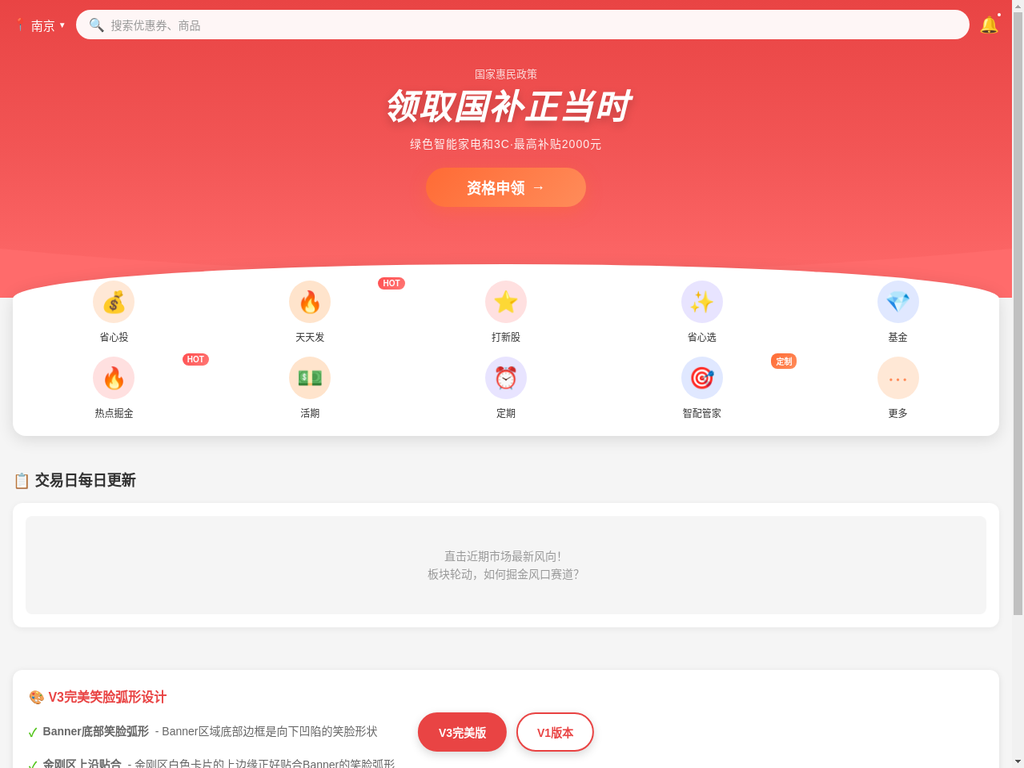 南京 ▼
搜索优惠券、商品
国家惠民政策
领取国补正当时
绿色智能家电和3C·最高补贴2000元
资格申领 →
HOT
省心投
天天发
打新股
省心选
基金
HOT
定制
热点掘金
活期
定期
智配管家
更多
交易日每日更新
直击近期市场最新风向!
板块轮动，如何掘金风口赛道?
V3完美笑脸弧形设计
✓ Banner底部笑脸弧形 - Banner区域底部边框是向下凹陷的笑脸形状
V3完美版
V1版本
✓ 金刚区上沿贴合 - 金刚区白色卡片的上边缘正好贴合Banner的笑脸弧形